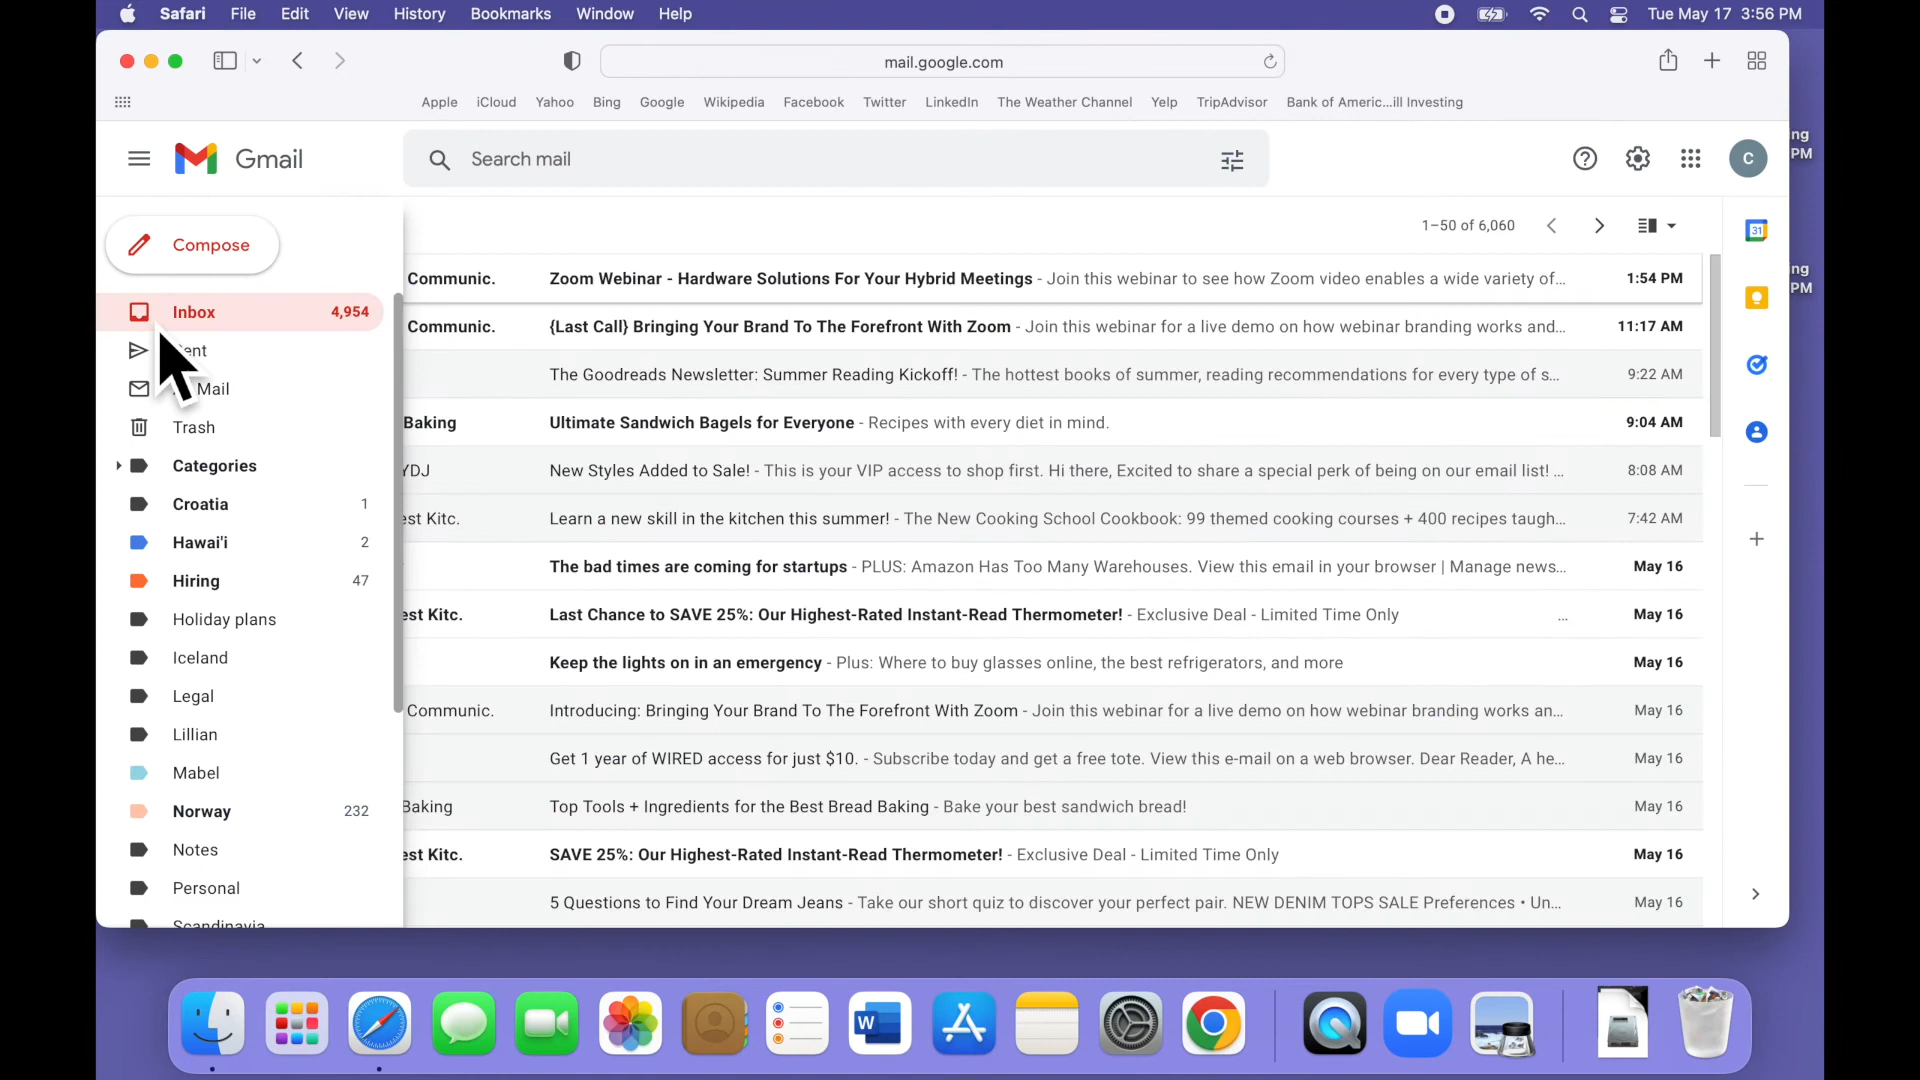 Safari File Edit View History Bookmarks Window Help Tue May 17 3:56 PM
mail.google.com
Apple iCloud Yahoo Bing Google Wikipedia Facebook Twitter LinkedIn The Weather Channel Yelp TripAdvisor Bank of Americ...ill Investing
ng
PM
Gmail Search mail C
Compose 1–50 of 6,060
31
Communic. Zoom Webinar - Hardware Solutions For Your Hybrid Meetings - Join this webinar to see how Zoom video enables a wide variety of... 1:54 PM
ng
PM
Inbox 4,954
Communic. {Last Call} Bringing Your Brand To The Forefront With Zoom - Join this webinar for a live demo on how webinar branding works and... 11:17 AM
ent
The Goodreads Newsletter: Summer Reading Kickoff! - The hottest books of summer, reading recommendations for every type of s... 9:22 AM
Mail
Baking Ultimate Sandwich Bagels for Everyone - Recipes with every diet in mind. 9:04 AM
Trash
Categories
YDJ New Styles Added to Sale! - This is your VIP access to shop first. Hi there, Excited to share a special perk of being on our email list! ... 8:08 AM
Croatia 1
est Kitc. Learn a new skill in the kitchen this summer! - The New Cooking School Cookbook: 99 themed cooking courses + 400 recipes taugh... 7:42 AM
Hawai'i 2
The bad times are coming for startups - PLUS: Amazon Has Too Many Warehouses. View this email in your browser | Manage news... May 16
Hiring 47
est Kitc. Last Chance to SAVE 25%: Our Highest-Rated Instant-Read Thermometer! - Exclusive Deal - Limited Time Only ... May 16
Holiday plans
Iceland
Keep the lights on in an emergency - Plus: Where to buy glasses online, the best refrigerators, and more May 16
Legal
Communic. Introducing: Bringing Your Brand To The Forefront With Zoom - Join this webinar for a live demo on how webinar branding works an... May 16
Lillian
Get 1 year of WIRED access for just $10. - Subscribe today and get a free tote. View this e-mail on a web browser. Dear Reader, A he... May 16
Mabel
Baking Top Tools + Ingredients for the Best Bread Baking - Bake your best sandwich bread! May 16
Norway 232
Notes
est Kitc. SAVE 25%: Our Highest-Rated Instant-Read Thermometer! - Exclusive Deal - Limited Time Only May 16
Personal
5 Questions to Find Your Dream Jeans - Take our short quiz to discover your perfect pair. NEW DENIM TOPS SALE Preferences • Un... May 16
Scandinavia
W